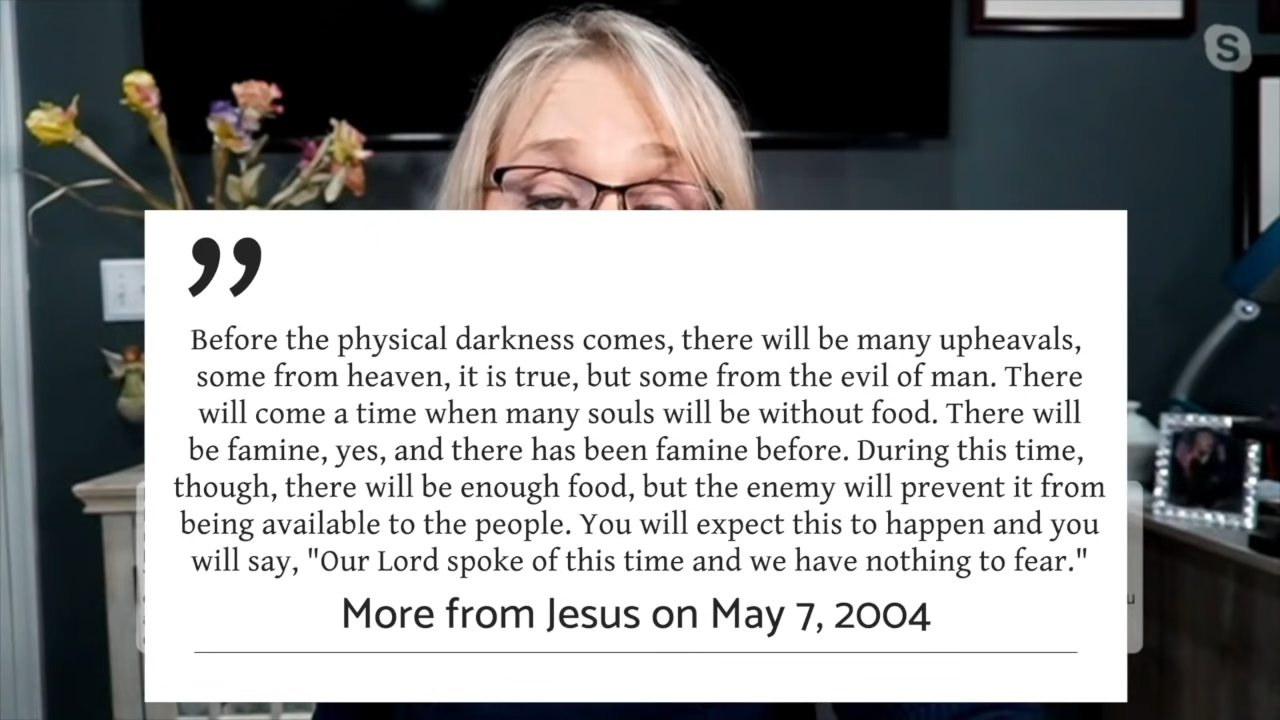 S
”
Before the physical darkness comes, there will be many upheavals,
some from heaven, it is true, but some from the evil of man. There
will come a time when many souls will be without food. There will
be famine, yes, and there has been famine before. During this time,
though, there will be enough food, but the enemy will prevent it from
being available to the people. You will expect this to happen and you
will say, "Our Lord spoke of this time and we have nothing to fear."
More from Jesus on May 7, 2004